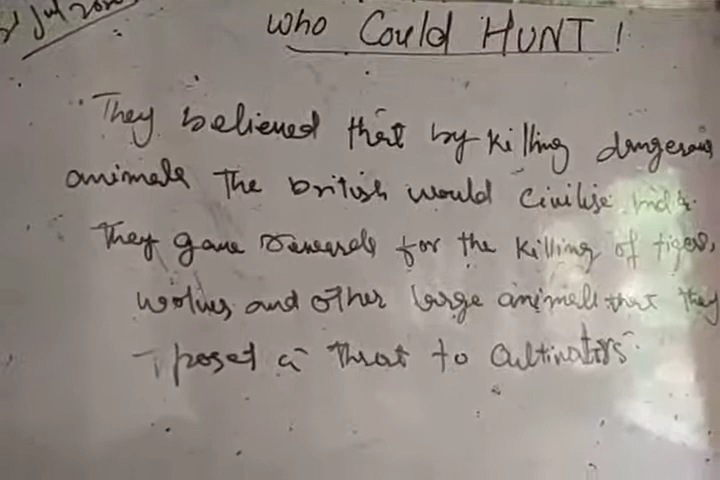 Jul
Who Could HUNT!
They believed that by killing dangerous
animals The british would Civilise India.
They gave rewards for the killing of tigers,
wolves and other large animals that they
posed a threat to Cultivators